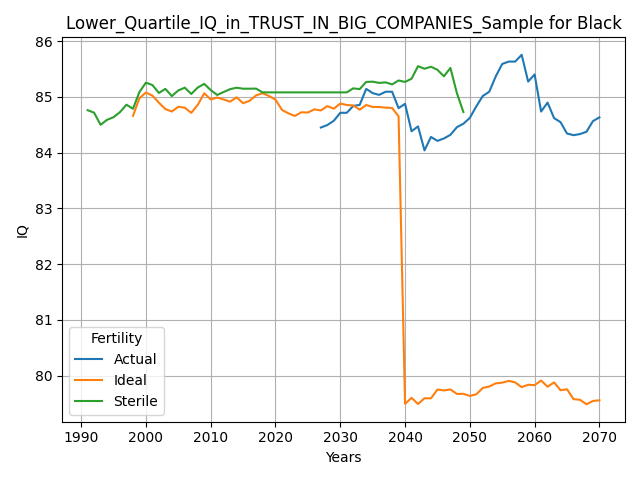 Lower_Quartile_IQ_in_TRUST_IN_BIG_COMPANIES_Sample for Black
86
85
84
83
82
81
80
IQ
Fertility
Actual
Ideal
Sterile
1990 2000 2010 2020 2030 2040 2050 2060 2070
Years